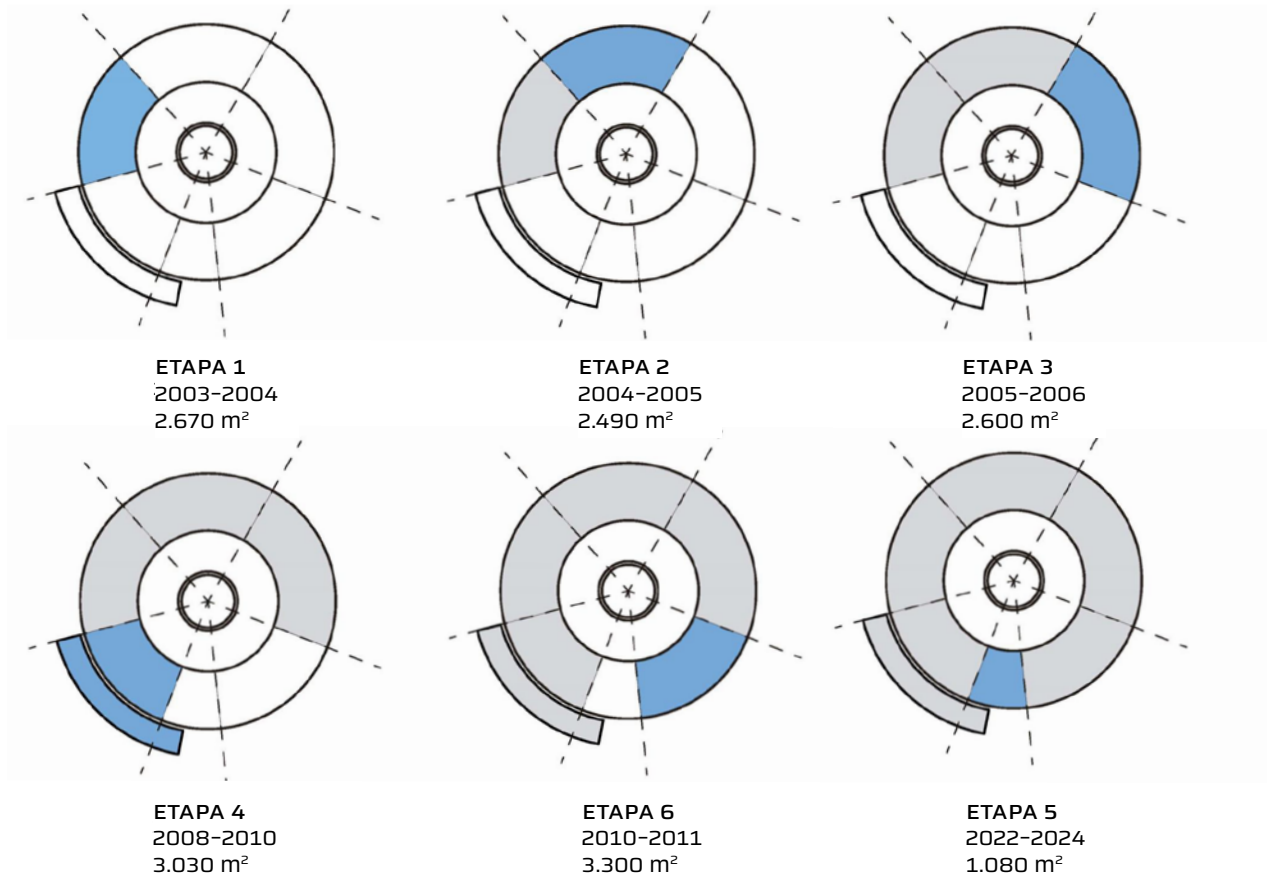 ETAPA 1
2003-2004
2.670 m²
ETAPA 2
2004-2005
2.490 m²
ETAPA 3
2005-2006
2.600 m²
ETAPA 4
2008-2010
3.030 m²
ETAPA 6
2010-2011
3.300 m²
ETAPA 5
2022-2024
1.080 m²